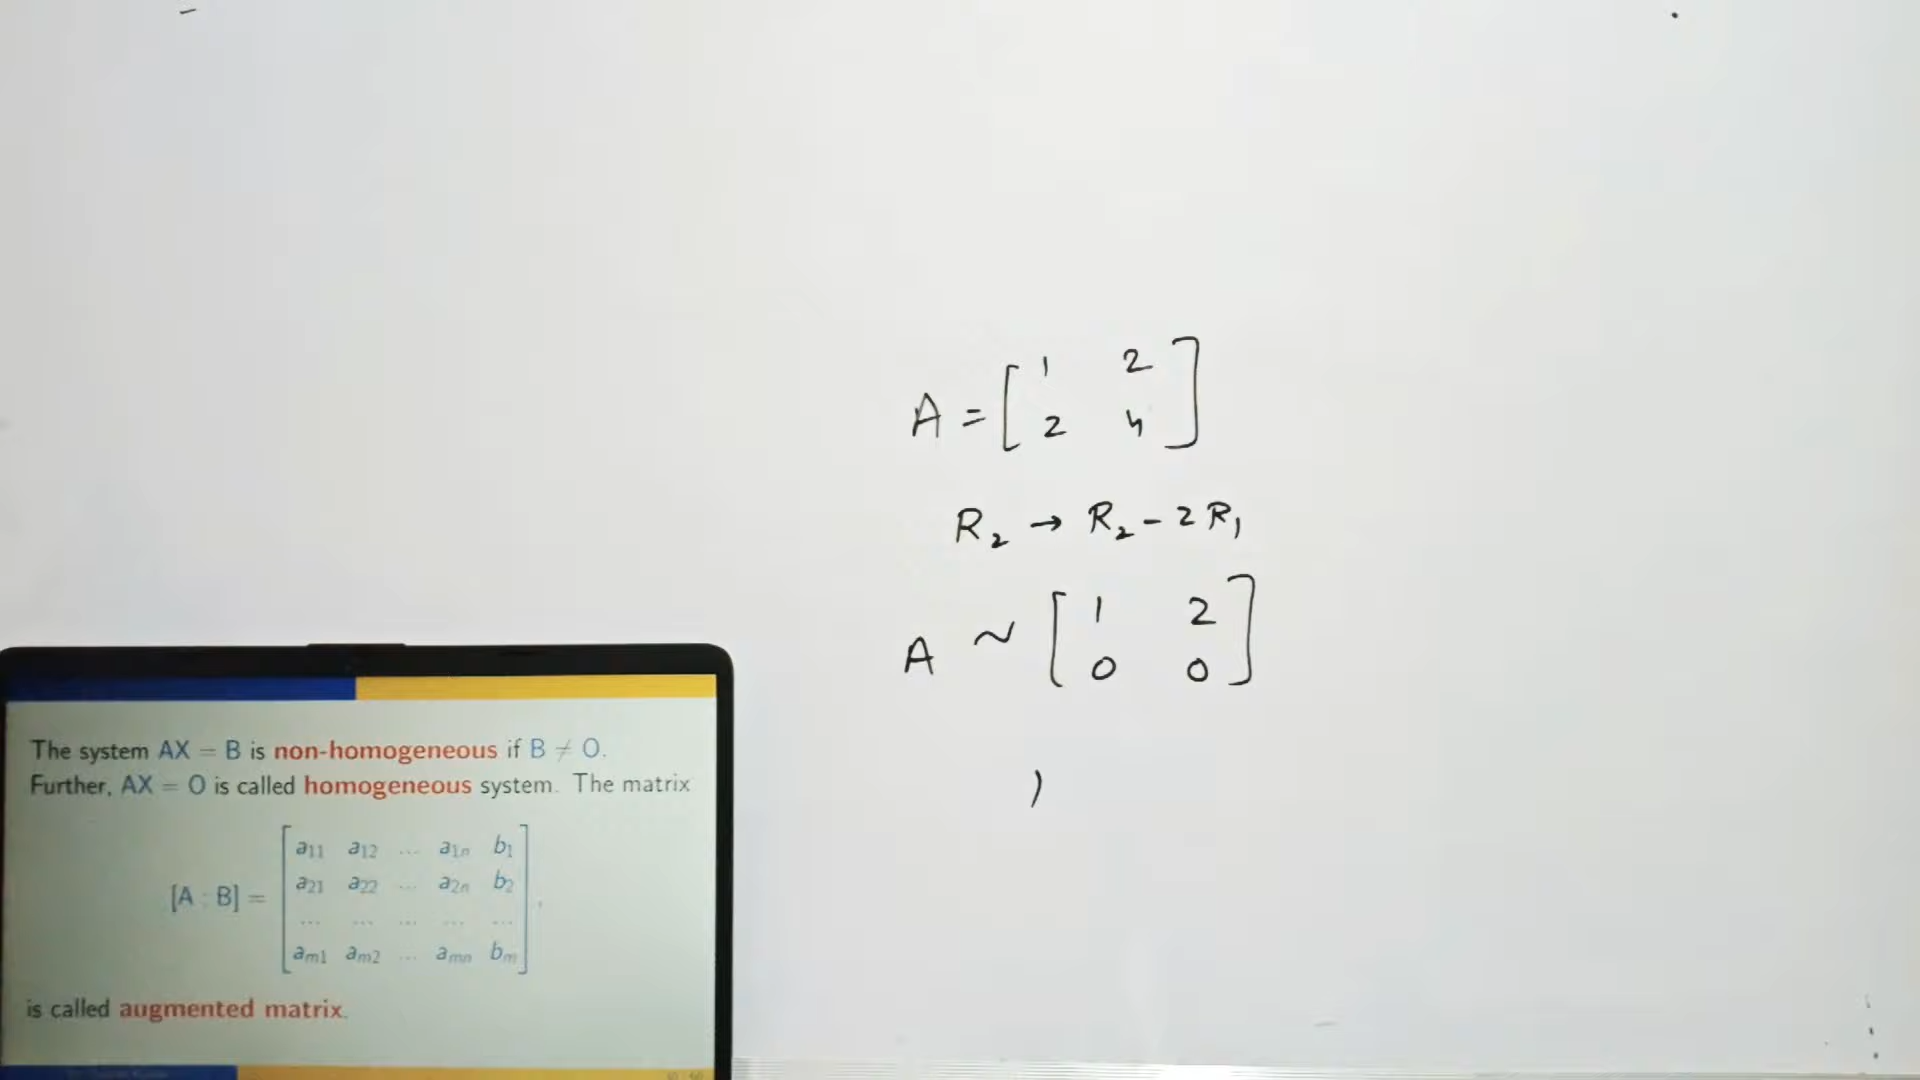 A = [ 1 2
2 4 ]
R₂ → R₂ - 2R₁
A ~ [ 1 2
0 0 ]
)
The system AX = B is non-homogeneous if B ≠ O.
Further, AX = O is called homogeneous system. The matrix
a₁₁ a₁₂ ... a₁ₙ b₁
a₂₁ a₂₂ ... a₂ₙ b₂
[A : B] =
... ... ... ... ...
aₘ₁ aₘ₂ ... aₘₙ bₘ
,
is called augmented matrix.